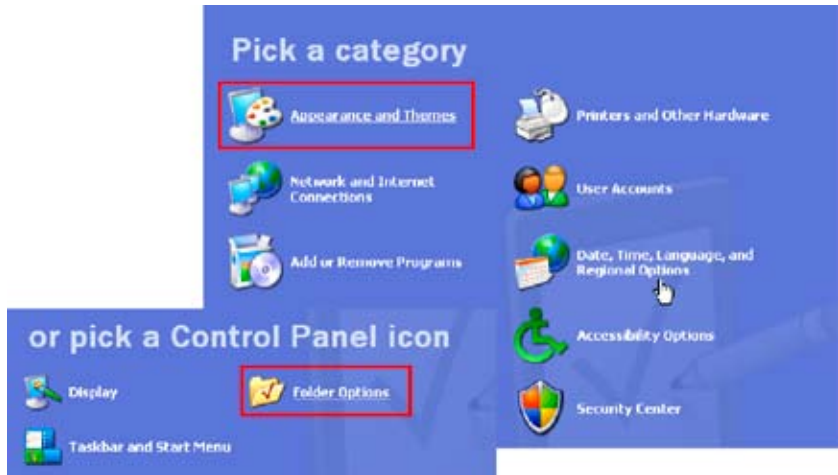 Pick a category
Appearance and Themes
Printers and Other Hardware
Network and Internet
Connections
User Accounts
Add or Remove Programs
Date, Time, Language, and
Regional Options
Accessibility Options
Security Center
or pick a Control Panel icon
Display
Folder Options
Taskbar and Start Menu